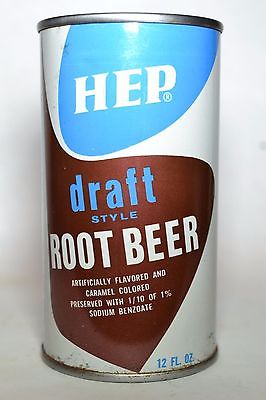 HEP®
draft
STYLE
ROOT BEER
ARTIFICIALLY FLAVORED AND
CARAMEL COLORED
PRESERVED WITH 1/10 OF 1%
SODIUM BENZOATE
12 FL. OZ.